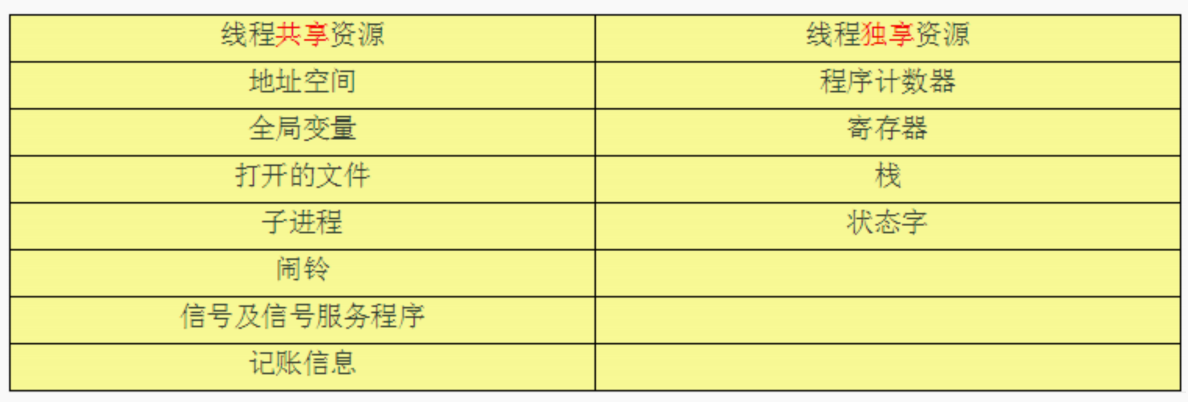 线程共享资源 线程独享资源
地址空间 程序计数器
全局变量 寄存器
打开的文件 栈
子进程 状态字
闹铃
信号及信号服务程序
记账信息